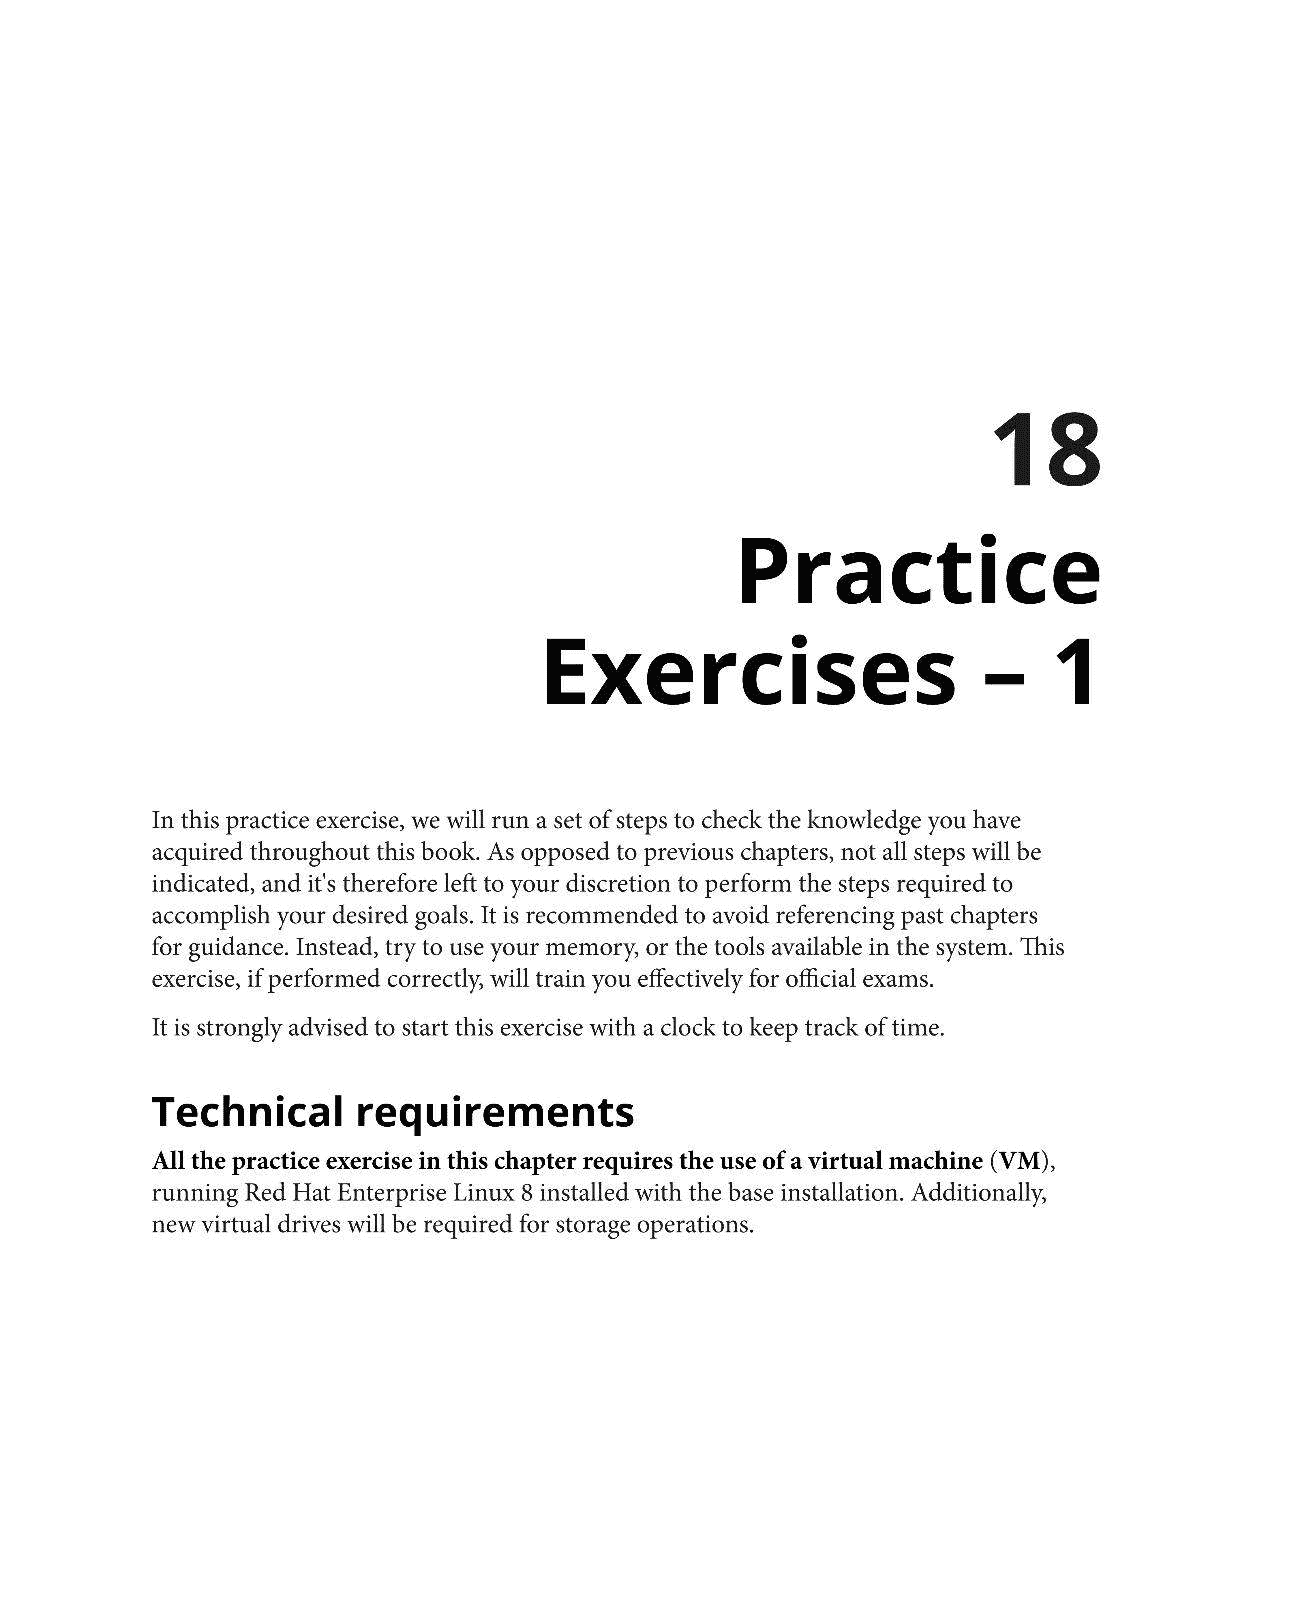 18
Practice
Exercises – 1
In this practice exercise, we will run a set of steps to check the knowledge you have
acquired throughout this book. As opposed to previous chapters, not all steps will be
indicated, and it's therefore left to your discretion to perform the steps required to
accomplish your desired goals. It is recommended to avoid referencing past chapters
for guidance. Instead, try to use your memory, or the tools available in the system. This
exercise, if performed correctly, will train you effectively for official exams.
It is strongly advised to start this exercise with a clock to keep track of time.
Technical requirements
All the practice exercise in this chapter requires the use of a virtual machine (VM),
running Red Hat Enterprise Linux 8 installed with the base installation. Additionally,
new virtual drives will be required for storage operations.